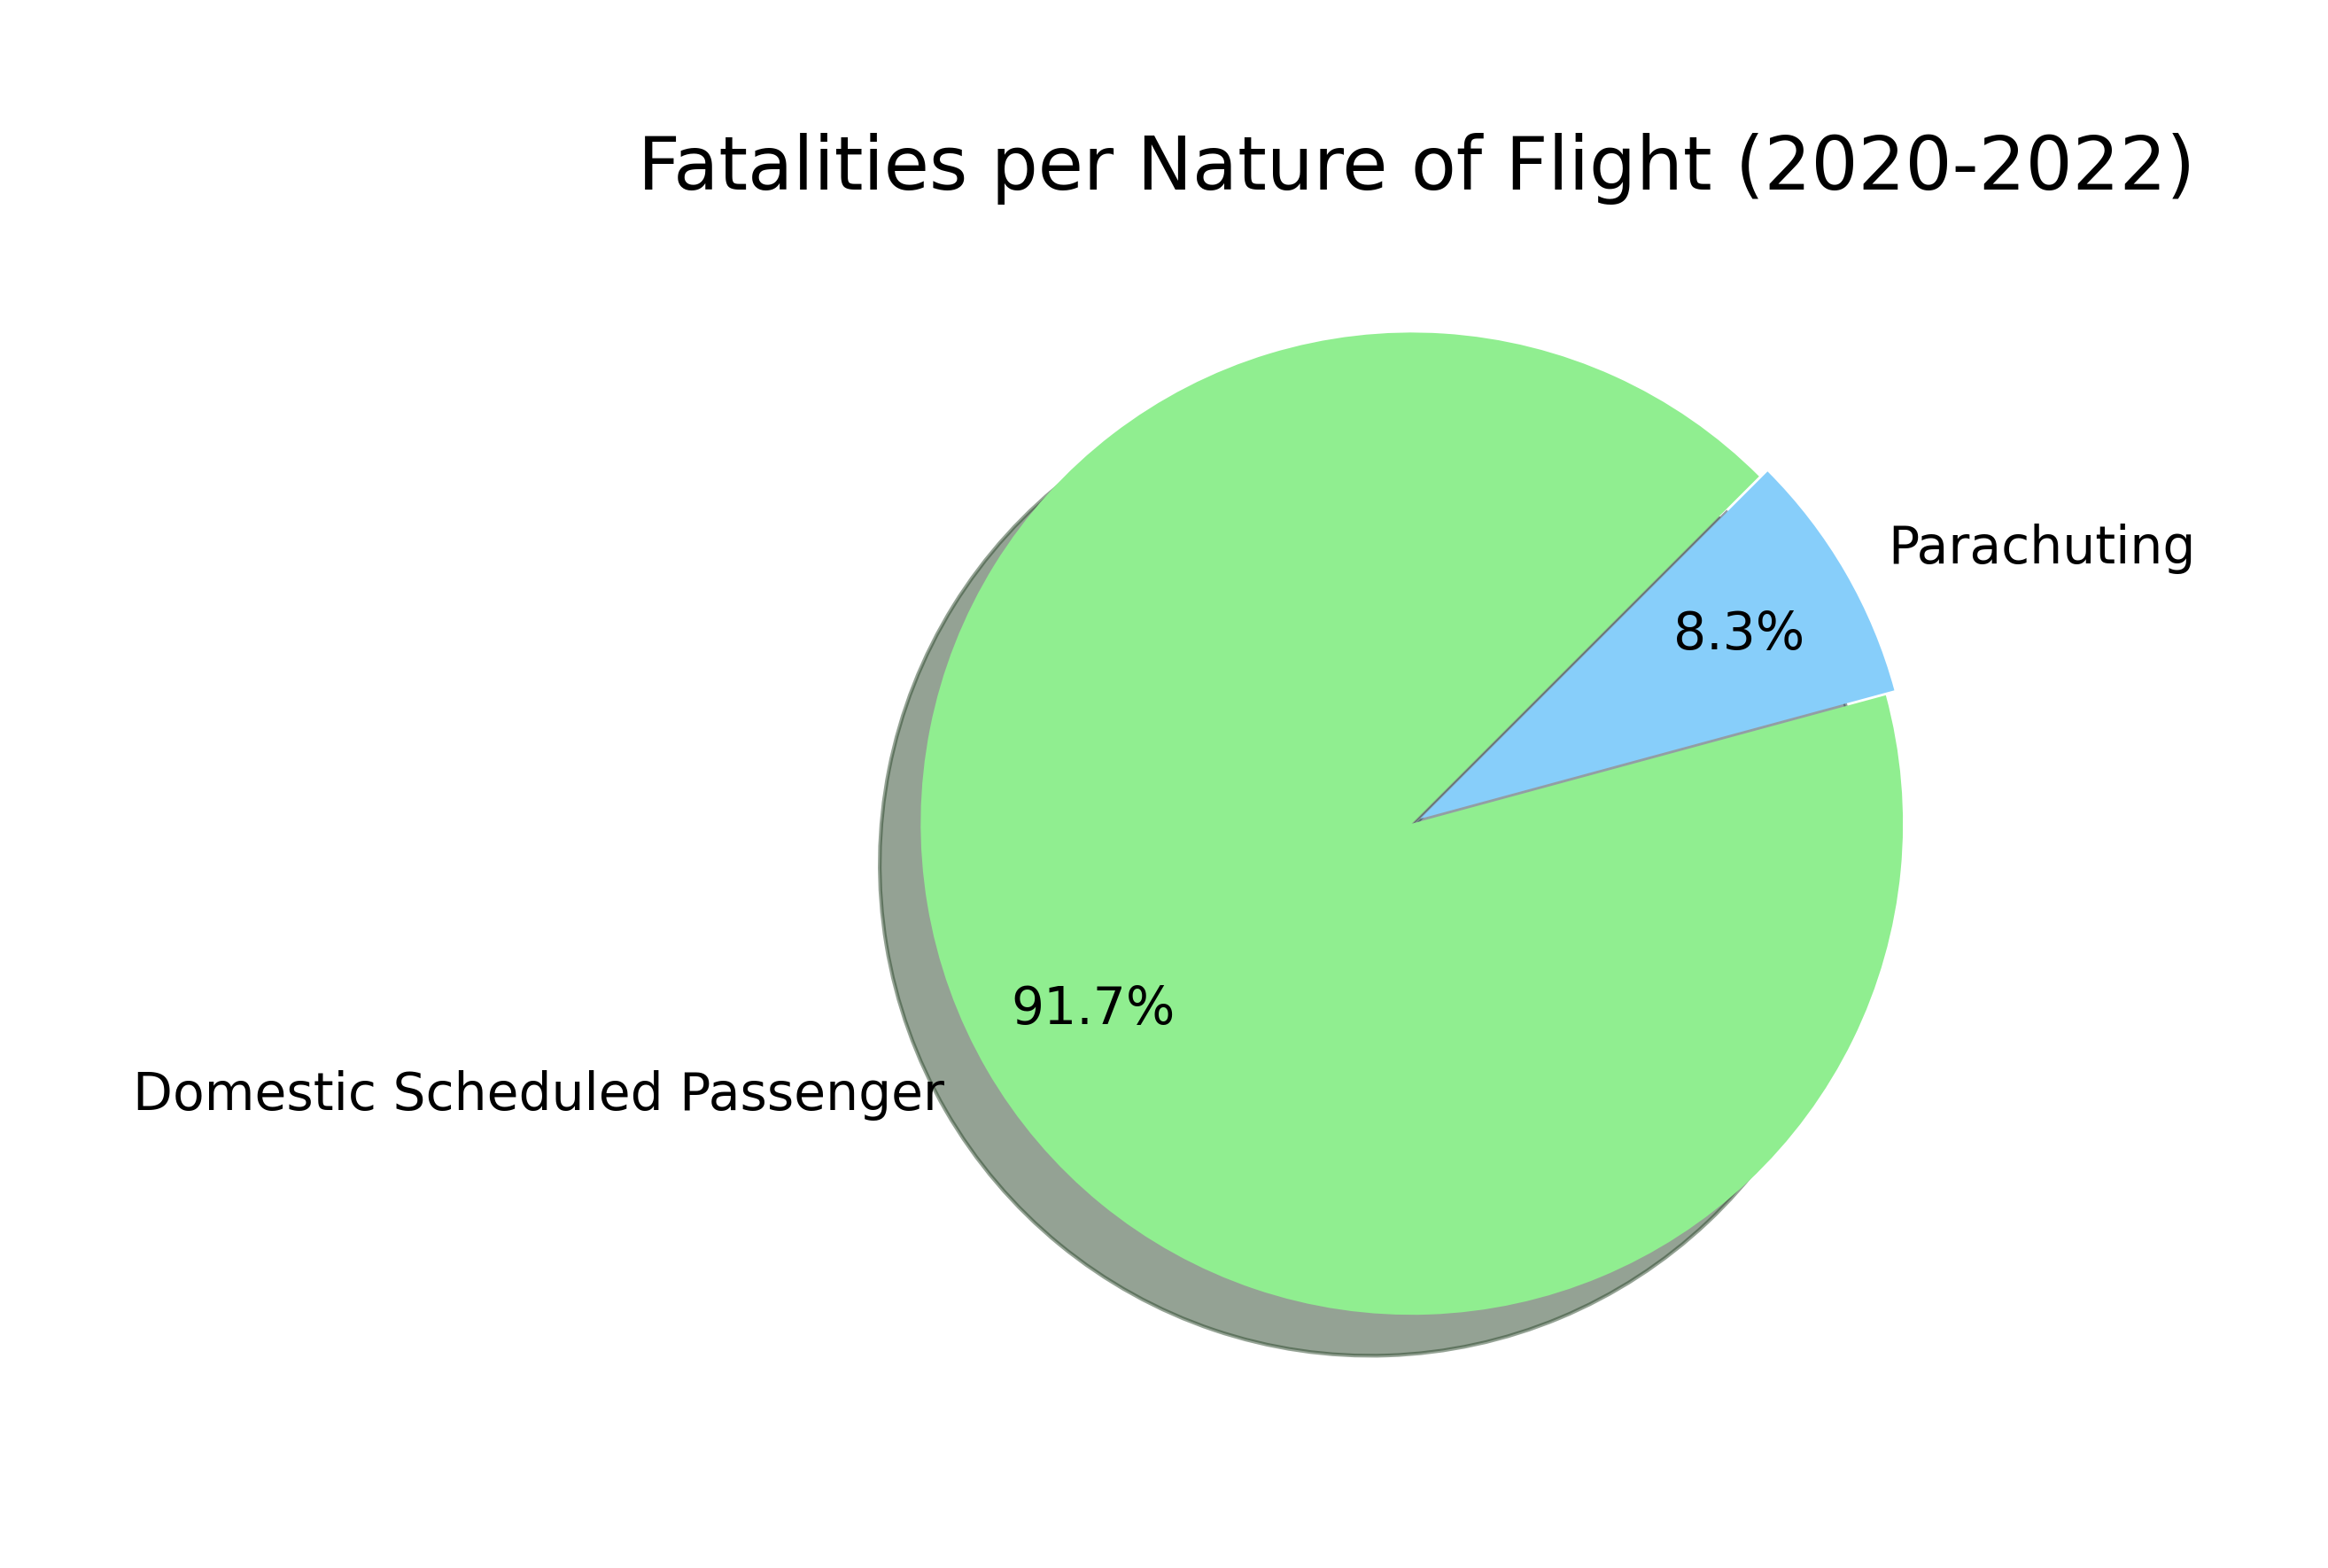 Fatalities per Nature of Flight (2020-2022)
Parachuting
8.3%
91.7%
Domestic Scheduled Passenger